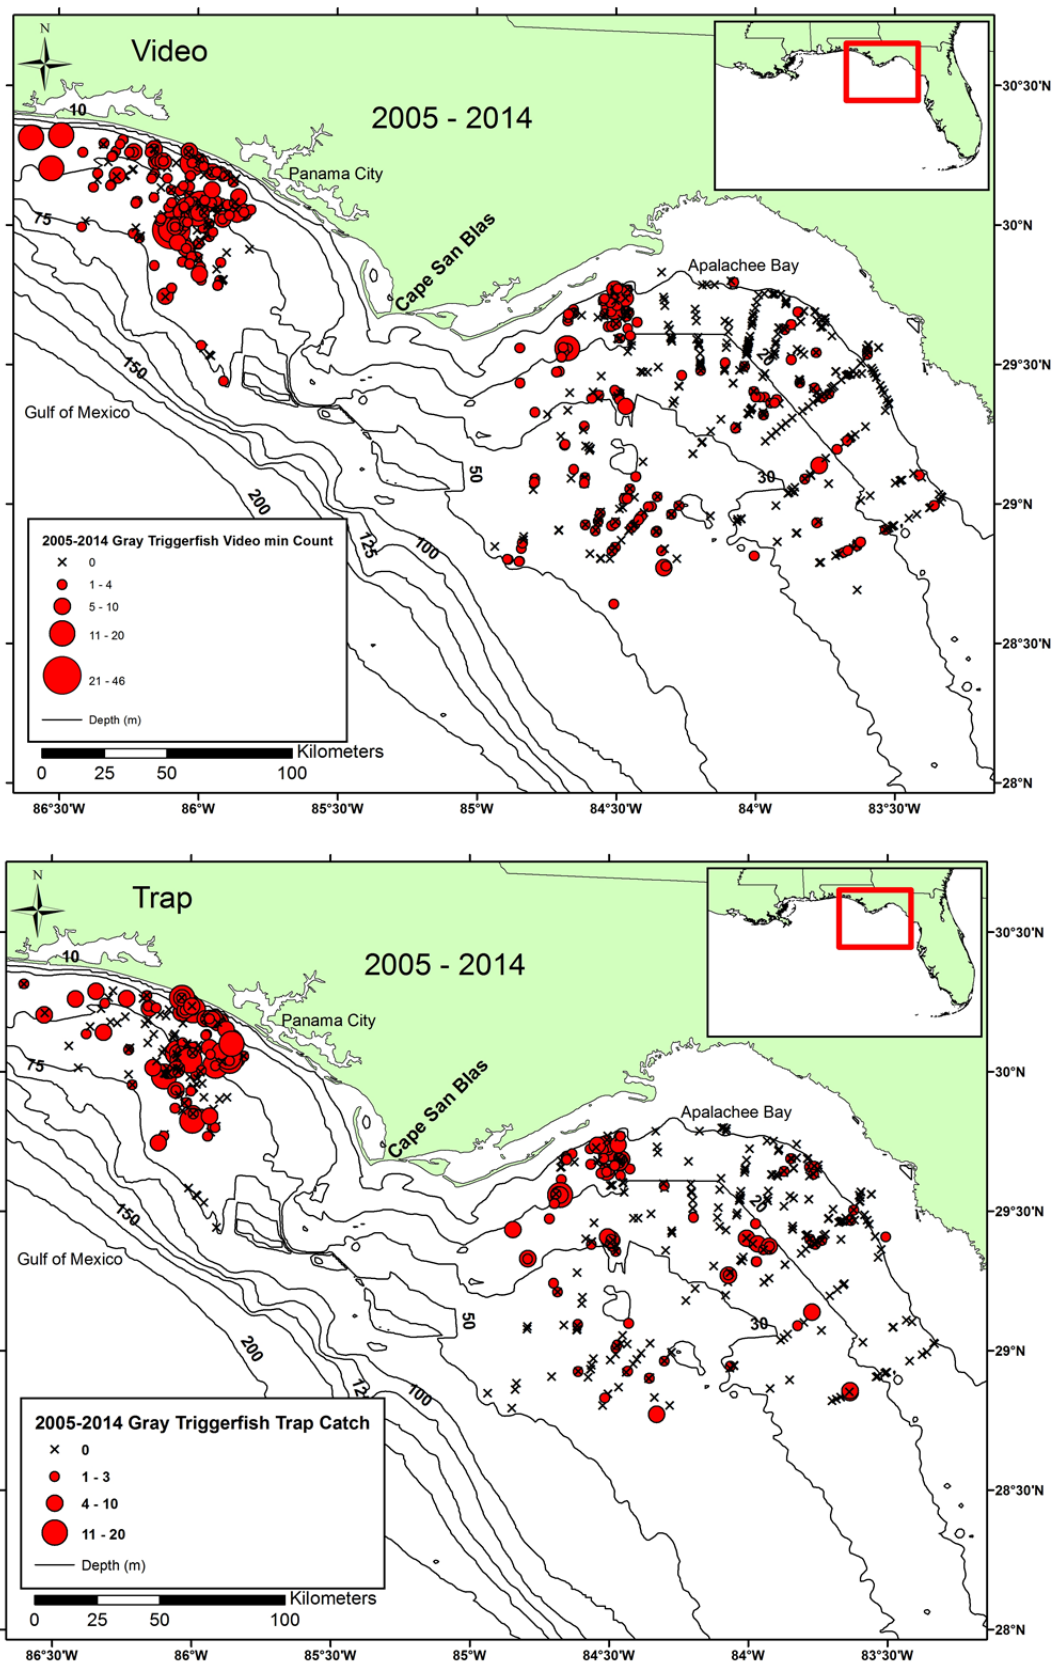 N
Video
2005 - 2014
10
30°30'N
Panama City
75
30°N
Cape San Blas
Apalachee Bay
20
29°30'N
150
Gulf of Mexico
50
30
200
29°N
125
100
2005-2014 Gray Triggerfish Video min Count
0
1 - 4
5 - 10
11 - 20
21 - 46
Depth (m)
28°30'N
Kilometers
0 25 50 100
28°N
86°30'W 86°W 85°30'W 85°W 84°30'W 84°W 83°30'W
N
Trap
2005 - 2014
10
30°30'N
Panama City
75
30°N
Cape San Blas
Apalachee Bay
20
29°30'N
150
Gulf of Mexico
50
30
200
29°N
12
100
2005-2014 Gray Triggerfish Trap Catch
0
1 - 3
4 - 10
11 - 20
Depth (m)
28°30'N
Kilometers
0 25 50 100
28°N
86°30'W 86°W 85°30'W 85°W 84°30'W 84°W 83°30'W